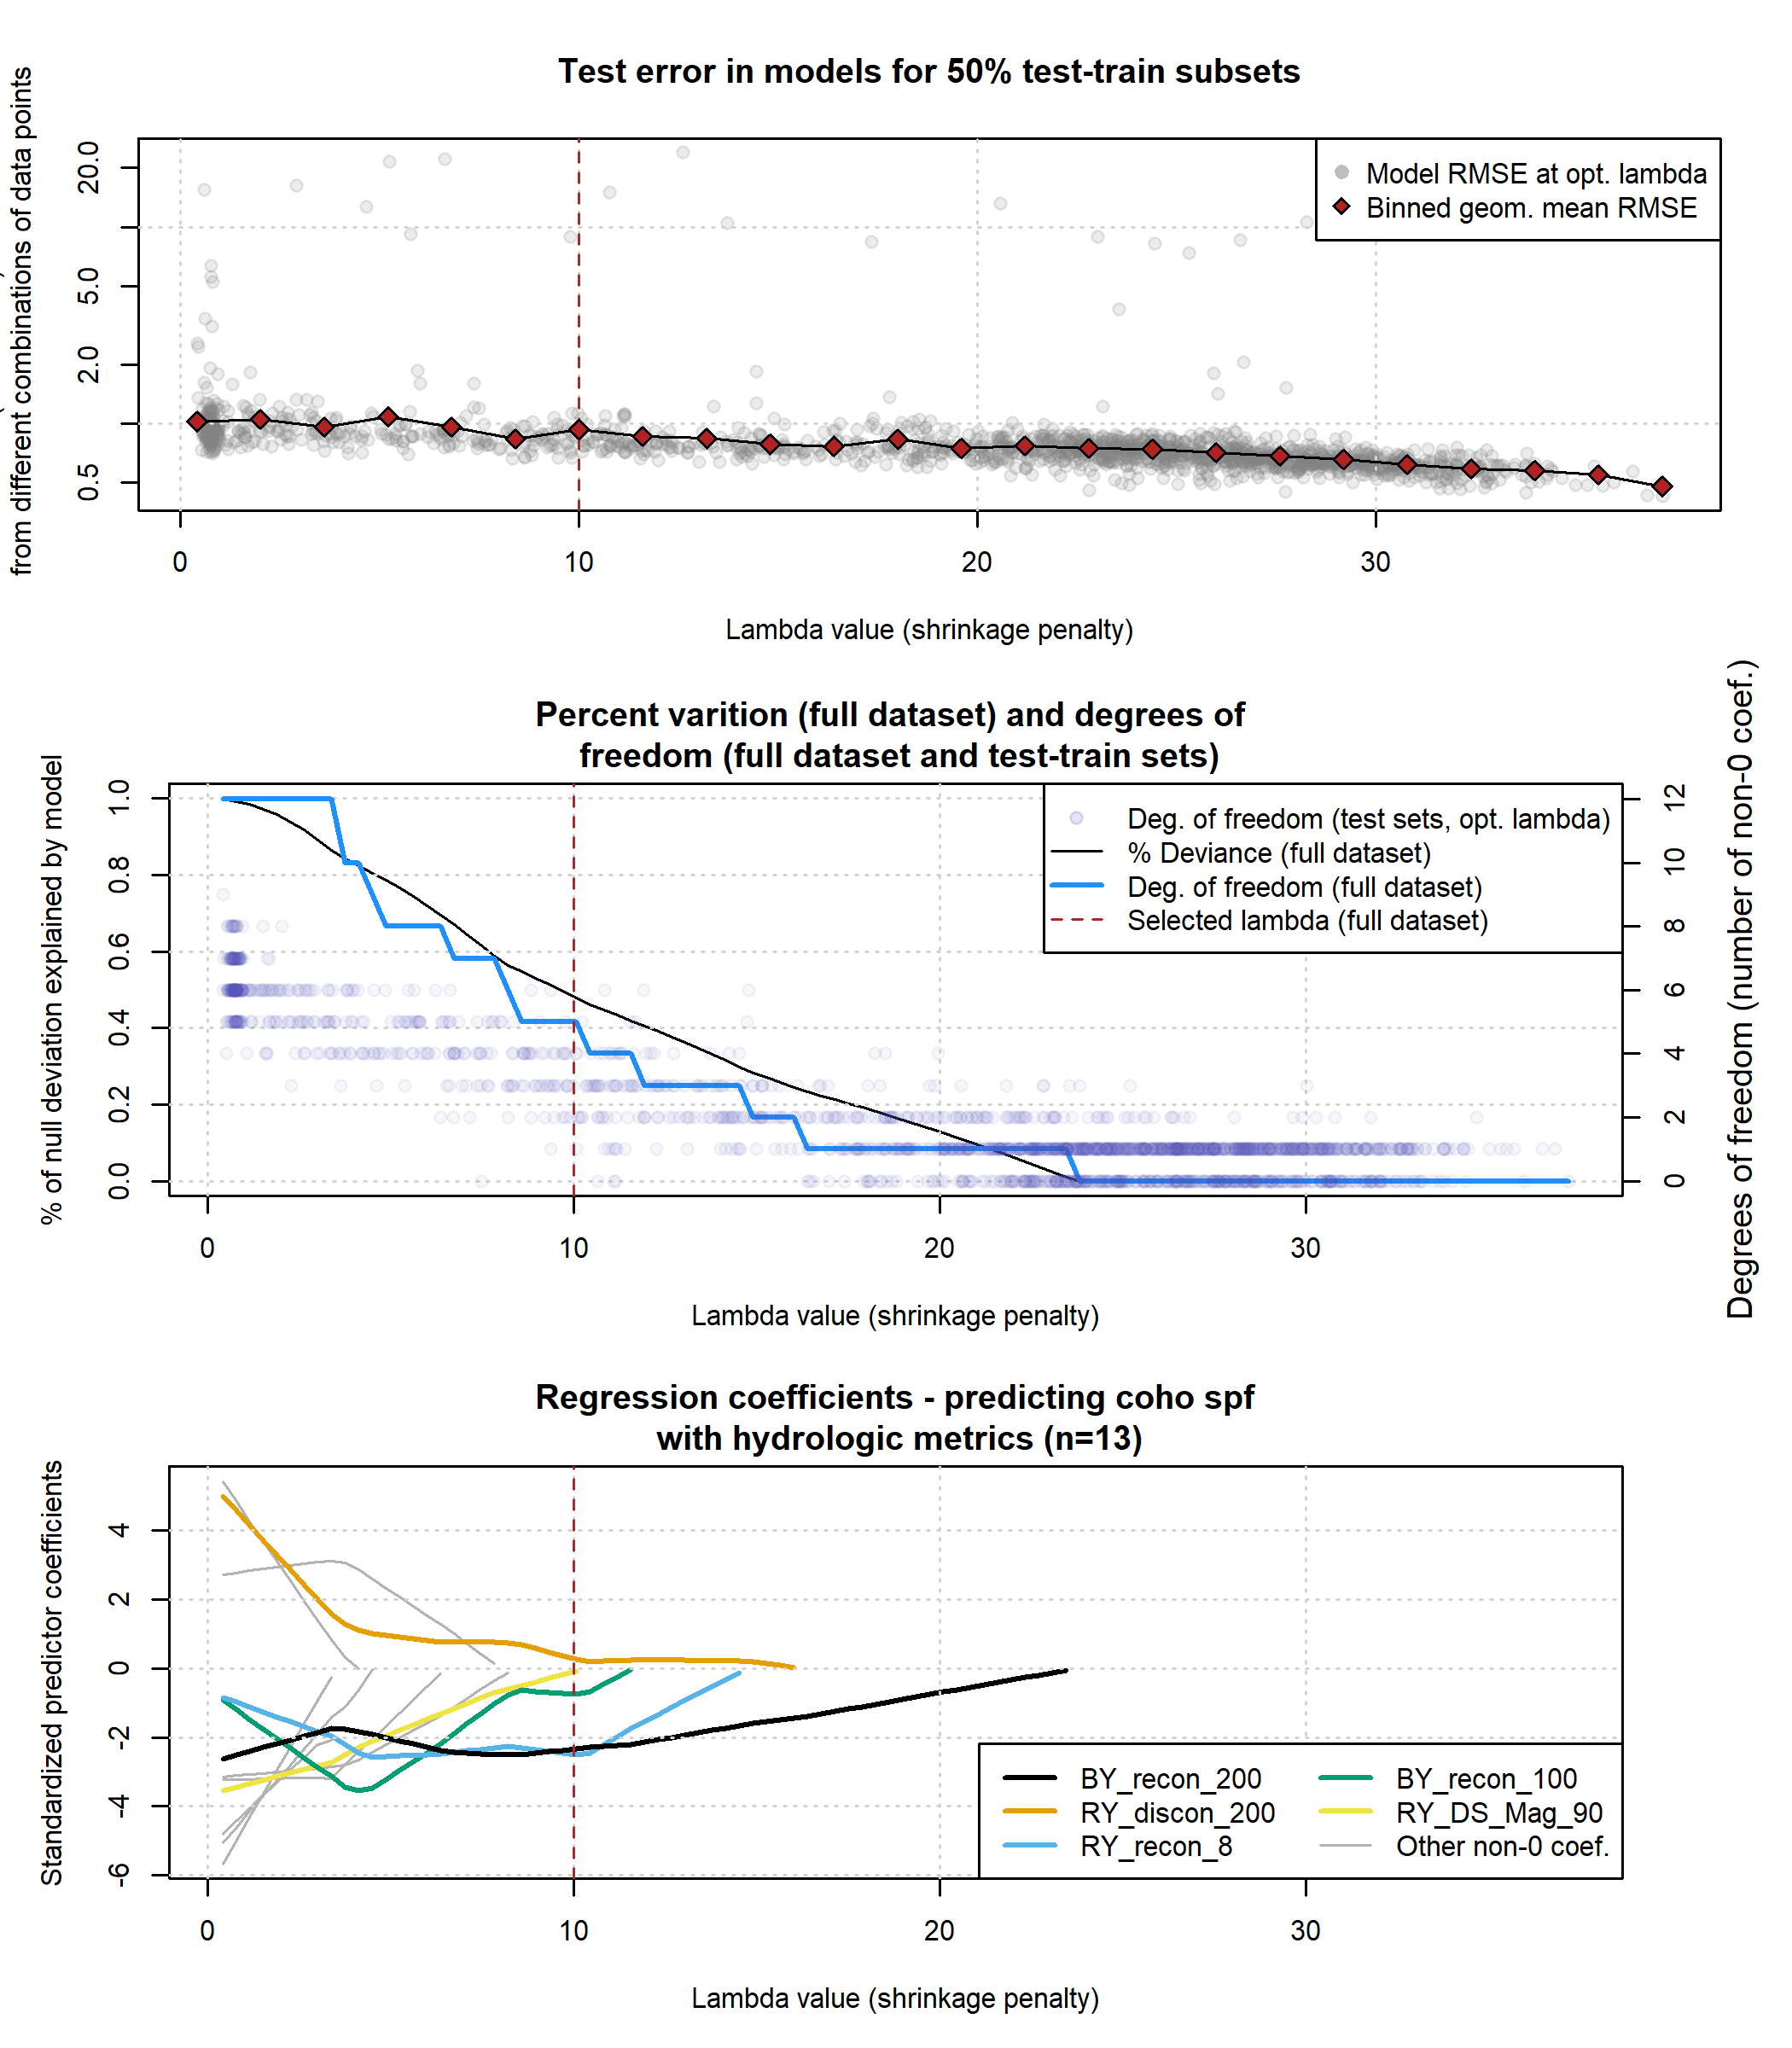 Test error in models for 50% test-train subsets
from different combinations of data points
20.0
5.0
2.0
0.5
Model RMSE at opt. lambda
Binned geom. mean RMSE
0 10 20 30
Lambda value (shrinkage penalty)
Percent varition (full dataset) and degrees of
freedom (full dataset and test-train sets)
% of null deviation explained by model
1.0
0.8
0.6
0.4
0.2
0.0
Deg. of freedom (test sets, opt. lambda)
% Deviance (full dataset)
Deg. of freedom (full dataset)
Selected lambda (full dataset)
12
10
8
6
4
2
0
Degrees of freedom (number of non-0 coef.)
0 10 20 30
Lambda value (shrinkage penalty)
Regression coefficients - predicting coho spf
with hydrologic metrics (n=13)
Standardized predictor coefficients
4
2
0
-2
-4
-6
BY_recon_200
RY_discon_200
RY_recon_8
BY_recon_100
RY_DS_Mag_90
Other non-0 coef.
0 10 20 30
Lambda value (shrinkage penalty)